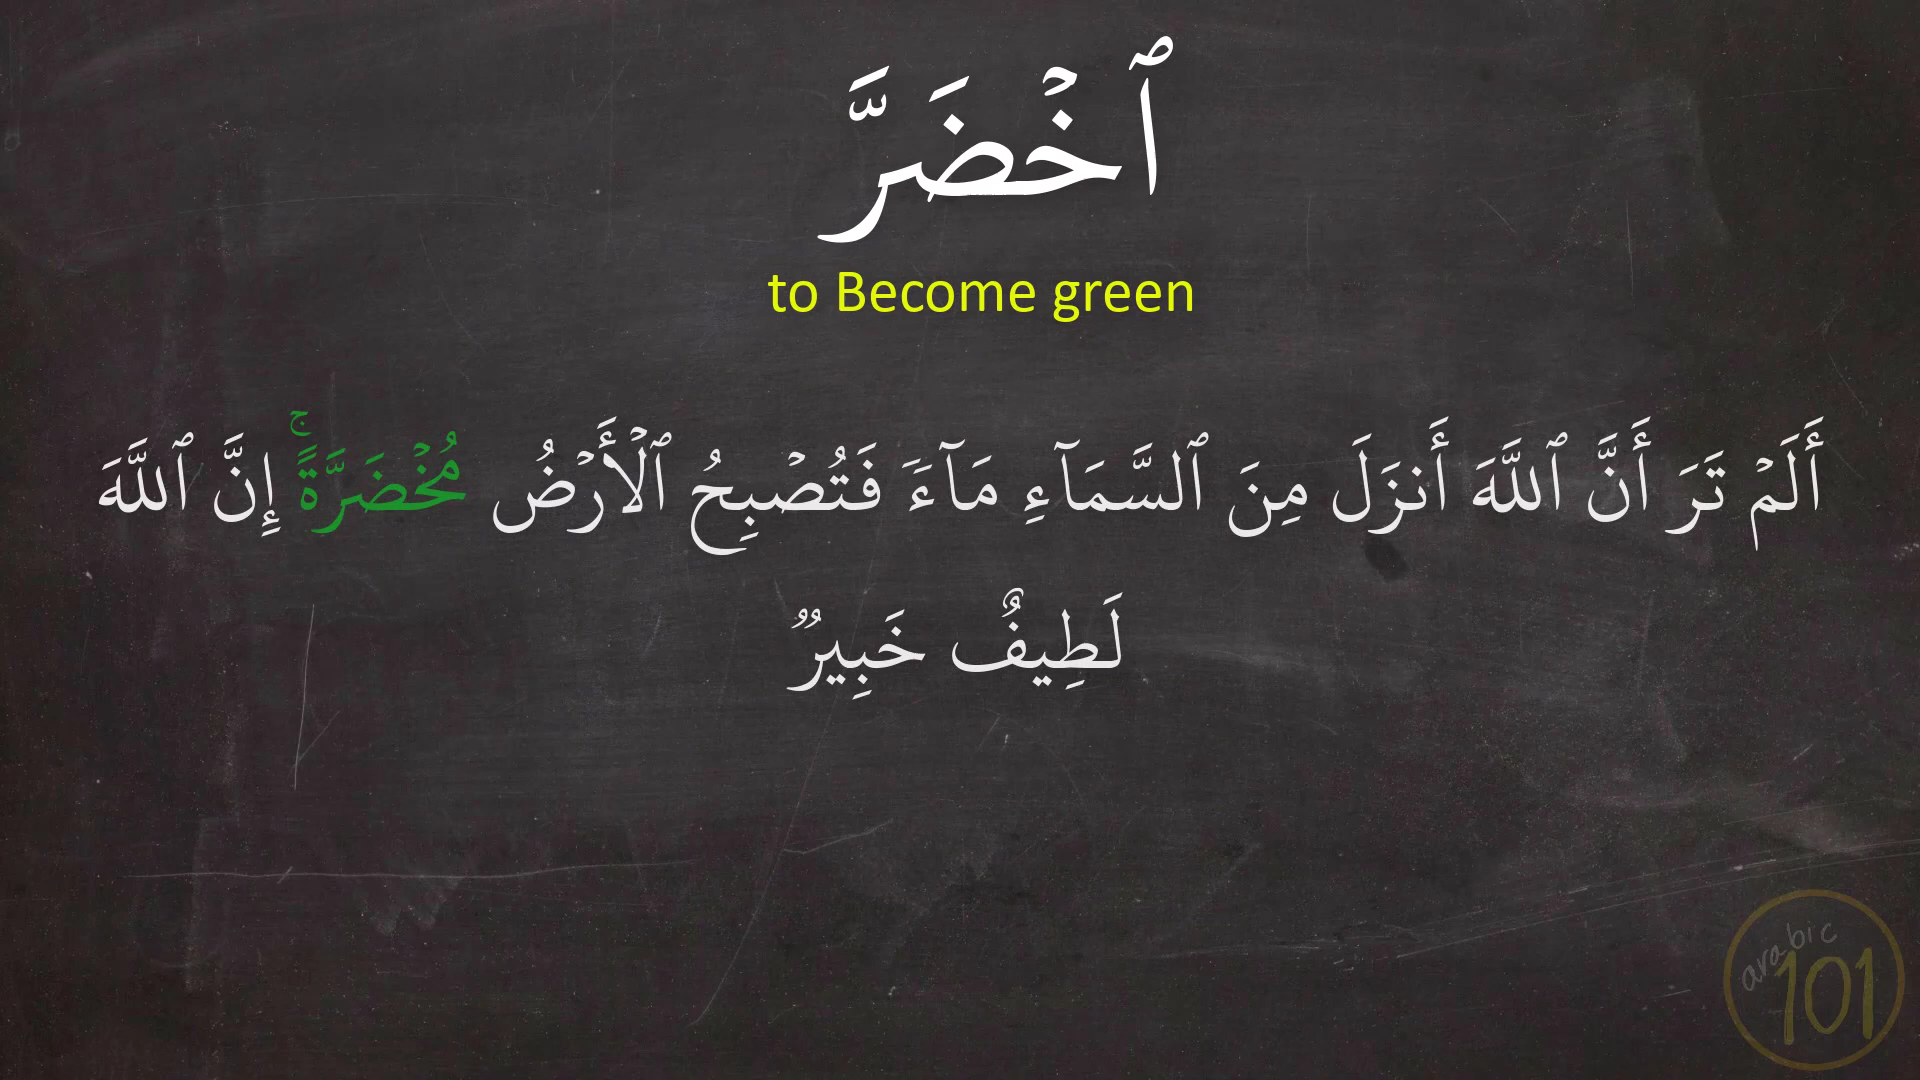 ٱخۡضَرَّ
to Become green
أَلَمۡ تَرَ أَنَّ ٱللَّهَ أَنزَلَ مِنَ ٱلسَّمَآءِ مَآءَ فَتُصۡبِحُ ٱلۡأَرۡضُ مُخۡضَرَّةًۚ إِنَّ ٱللَّهَ
لَطِيفٌ خَبِيرٞ
arabic
101